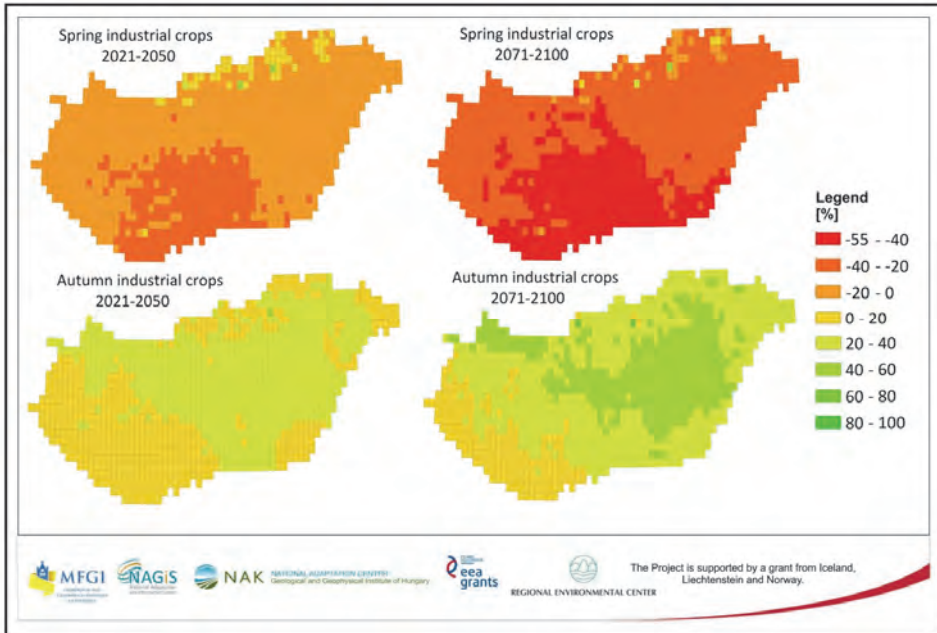 Spring industrial crops
2021-2050
Spring industrial crops
2071-2100
Legend
[%]
-55 - -40
-40 - -20
-20 - 0
0 - 20
20 - 40
40 - 60
60 - 80
80 - 100
Autumn industrial crops
2021-2050
Autumn industrial crops
2071-2100
MFGI
NAGiS
NAK
NATIONAL ADAPTATION CENTRE
Geological and Geophysical Institute of Hungary
eea
grants
REGIONAL ENVIRONMENTAL CENTER
The Project is supported by a grant from Iceland,
Liechtenstein and Norway.